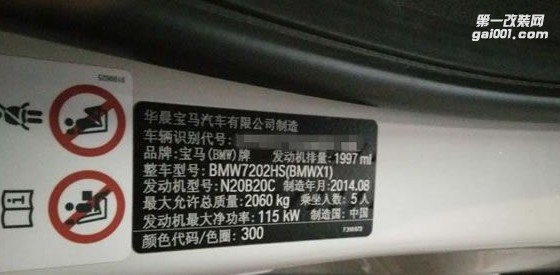 第一改装网
gai001.com
9189625
华晨宝马汽车有限公司制造
车辆识别代号:
品牌:宝马(BMW)牌 发动机排量:1997 ml
整车型号:BMW7202HS(BMWX1)
发动机型号:N20B20C 制造年月:2014.08
最大允许总质量:2060 kg 乘坐人数:5人
发动机最大净功率:115 kW 制造国:中国
颜色代码/色圈:300